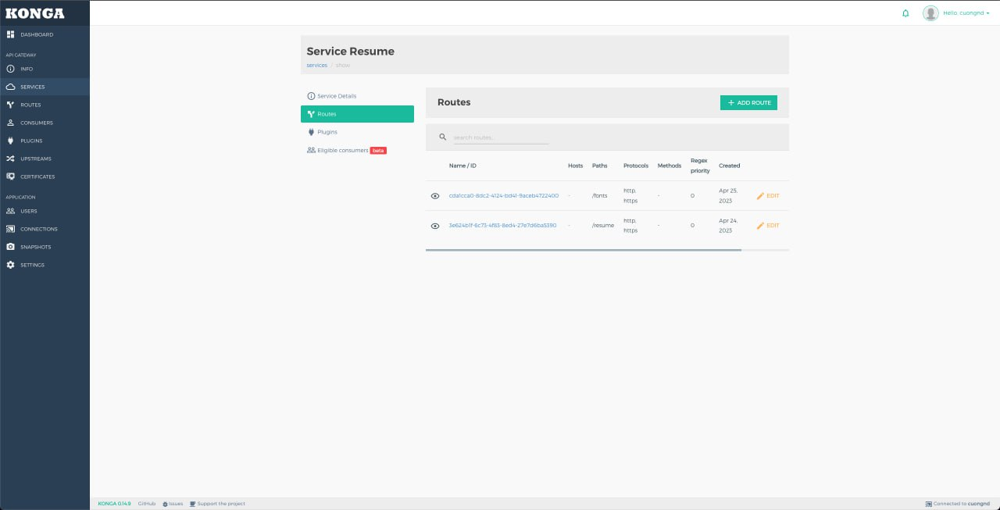 KONGA
Hello, cuongnd
DASHBOARD
API GATEWAY
INFO
SERVICES
ROUTES
CONSUMERS
PLUGINS
UPSTREAMS
CERTIFICATES
APPLICATION
USERS
CONNECTIONS
SNAPSHOTS
SETTINGS
Service Resume
services / show
Service Details
Routes
Plugins
Eligible consumers beta
Routes
+ ADD ROUTE
search routes...
Name / ID Hosts Paths Protocols Methods Regex priority Created
cda1cca0-8dc2-4124-bd41-9aceb4722400 - /fonts http, https - 0 Apr 25, 2023 EDIT
3e624b1f-6c73-4f83-8ed4-27e7d6ba5390 - /resume http, https - 0 Apr 24, 2023 EDIT
KONGA 0.14.9 GitHub Issues Support the project Connected to cuongnd